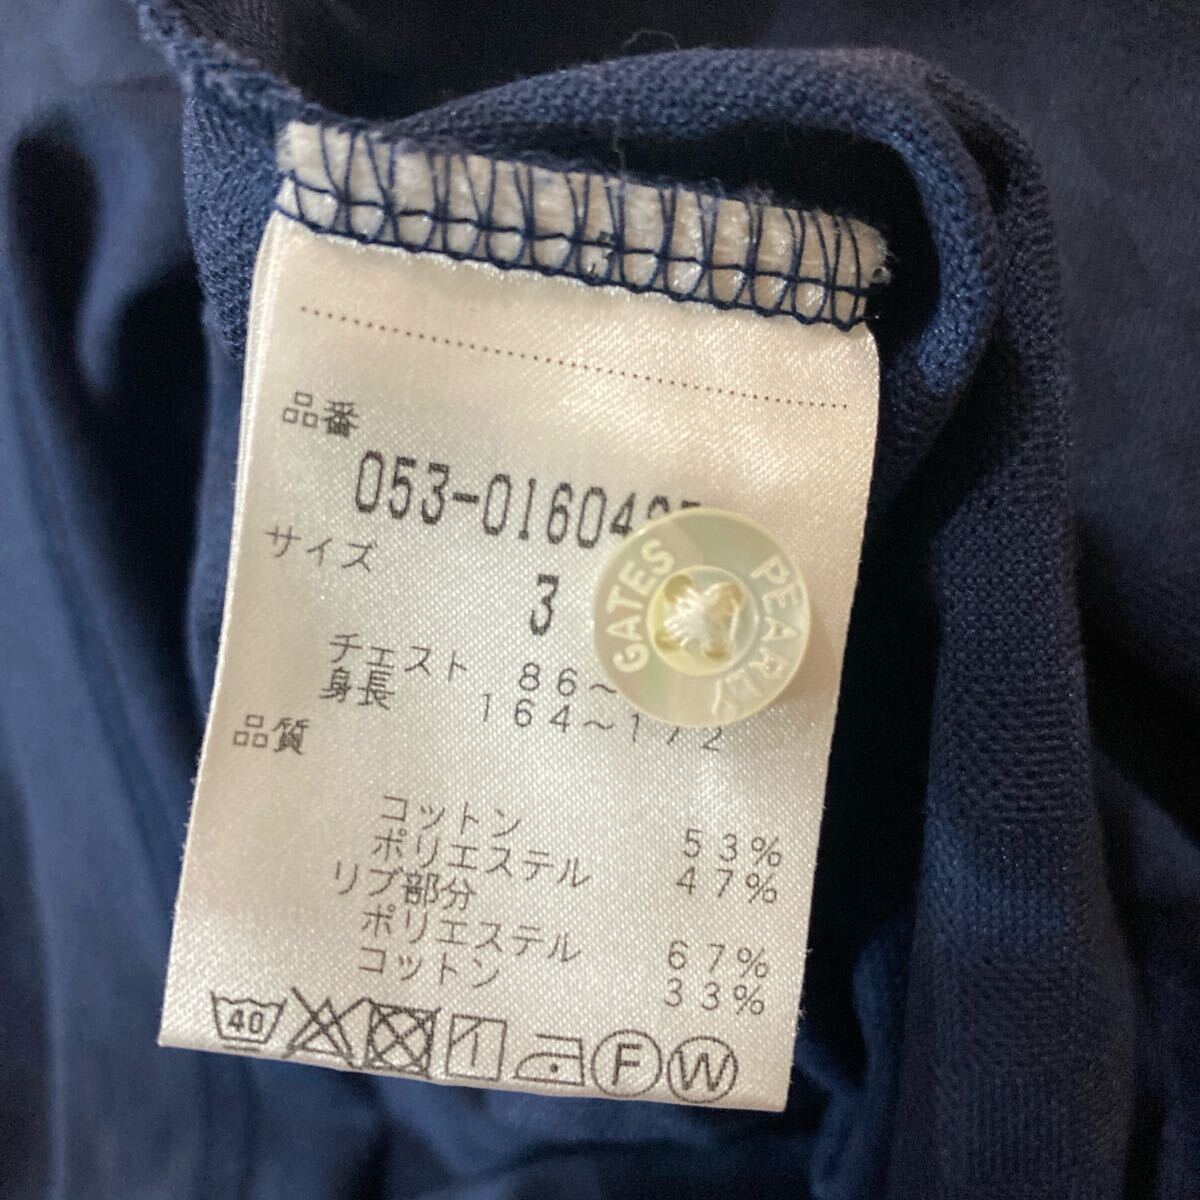 品番
053-01604
サイズ
3
チェスト 86～
身長 164～172
品質
コットン 53%
ポリエステル 47%
リブ部分
ポリエステル 67%
コットン 33%
40
F W
PEARLY GATES